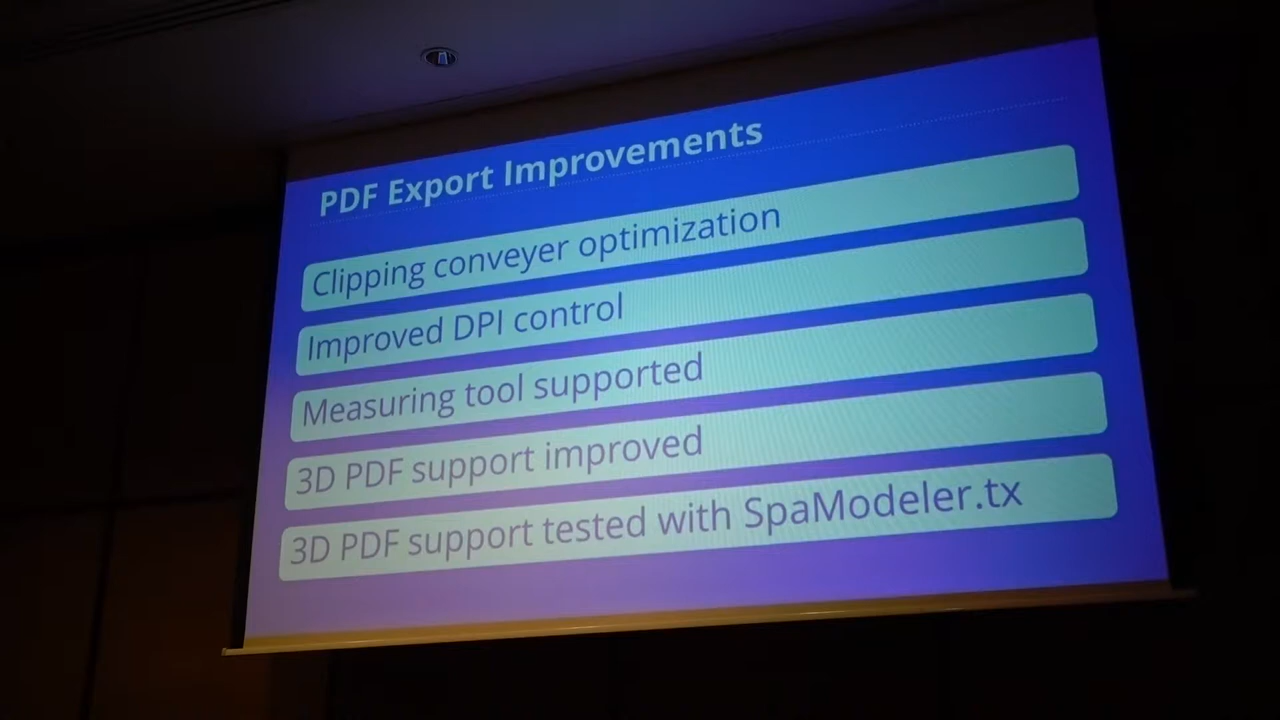 PDF Export Improvements
Clipping conveyer optimization
Improved DPI control
Measuring tool supported
3D PDF support improved
3D PDF support tested with SpaModeler.tx